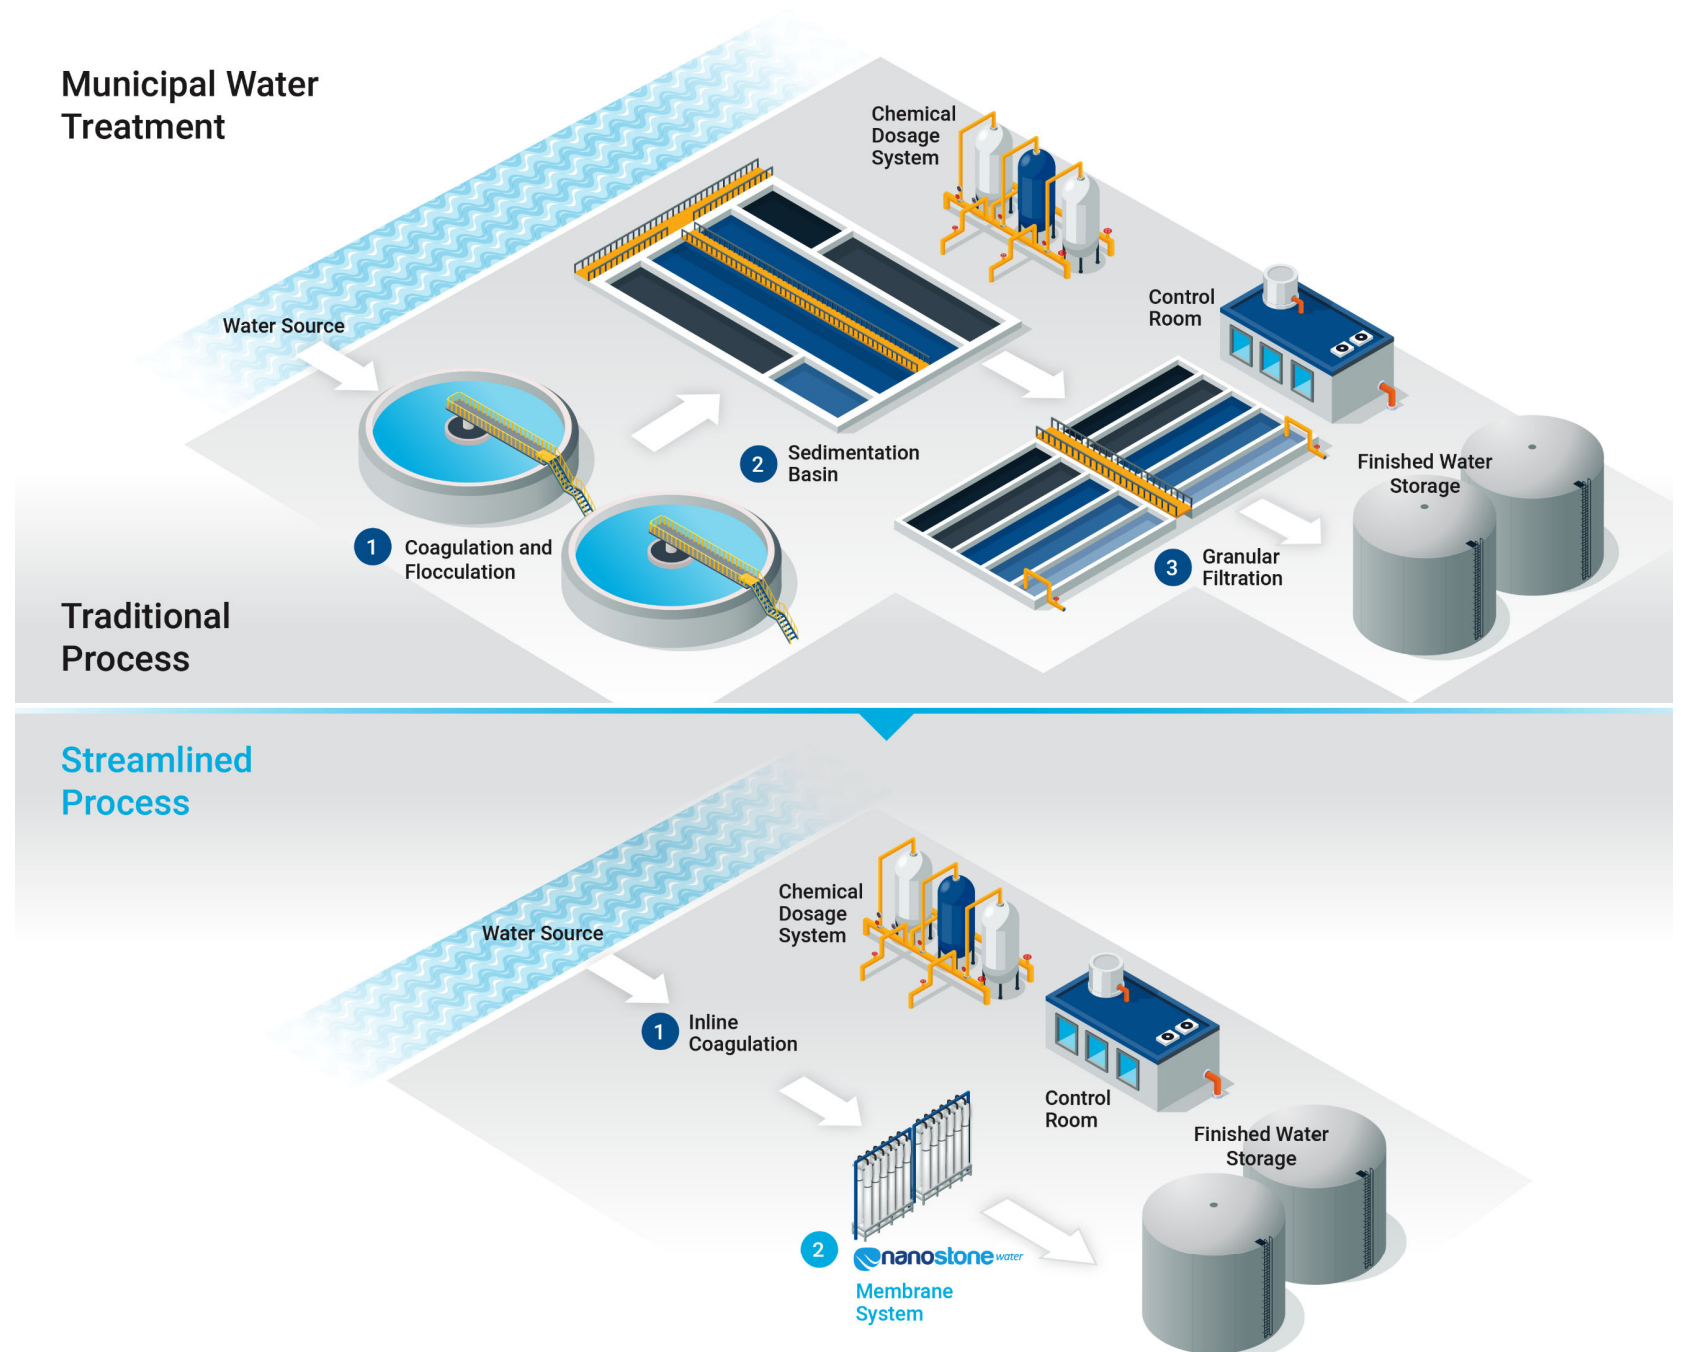 Municipal Water
Treatment
Chemical
Dosage
System
Control
Room
Water Source
2
Sedimentation
Basin
Finished Water
Storage
1
Coagulation and
Flocculation
3
Granular
Filtration
Traditional
Process
Streamlined
Process
Chemical
Dosage
System
Water Source
1
Inline
Coagulation
Control
Room
Finished Water
Storage
2
nanostone water
Membrane
System